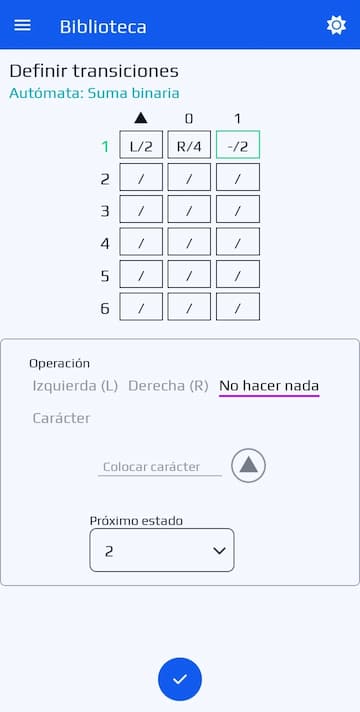 Biblioteca
Definir transiciones
Autómata: Suma binaria
▲ 0 1
1 L/2 R/4 -/2
2 / / /
3 / / /
4 / / /
5 / / /
6 / / /
Operación
Izquierda (L) Derecha (R) No hacer nada
Carácter
Colocar carácter
Próximo estado
2